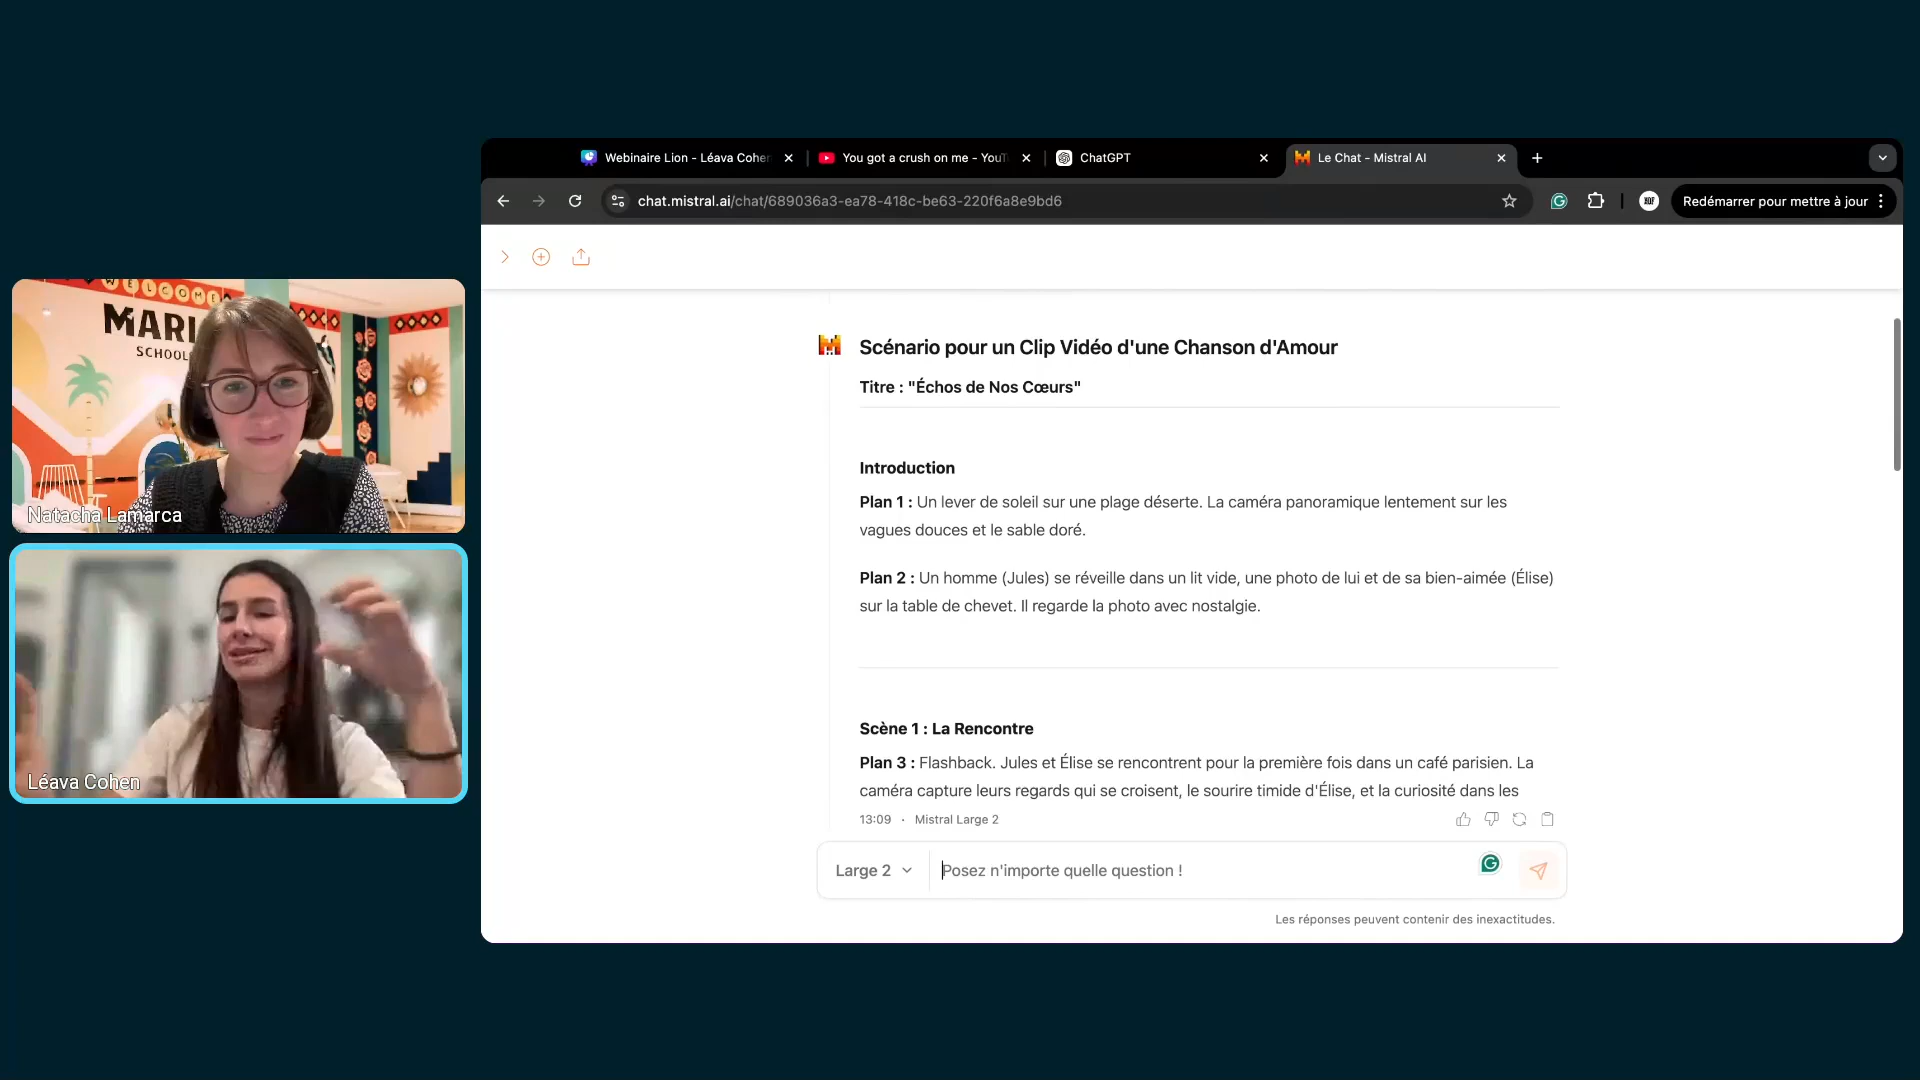 Webinaire Lion - Léava Cohen
You got a crush on me - YouT
ChatGPT
Le Chat - Mistral AI
chat.mistral.ai/chat/689036a3-ea78-418c-be63-220f6a8e9bd6
Redémarrer pour mettre à jour
WELCOME
MARI
SCHOOL
Natacha Lamarca
Léava Cohen
Scénario pour un Clip Vidéo d'une Chanson d'Amour
Titre : "Échos de Nos Cœurs"
Introduction
Plan 1 : Un lever de soleil sur une plage déserte. La caméra panoramique lentement sur les
vagues douces et le sable doré.
Plan 2 : Un homme (Jules) se réveille dans un lit vide, une photo de lui et de sa bien-aimée (Élise)
sur la table de chevet. Il regarde la photo avec nostalgie.
Scène 1 : La Rencontre
Plan 3 : Flashback. Jules et Élise se rencontrent pour la première fois dans un café parisien. La
caméra capture leurs regards qui se croisent, le sourire timide d'Élise, et la curiosité dans les
13:09 · Mistral Large 2
Large 2
Posez n'importe quelle question !
Les réponses peuvent contenir des inexactitudes.